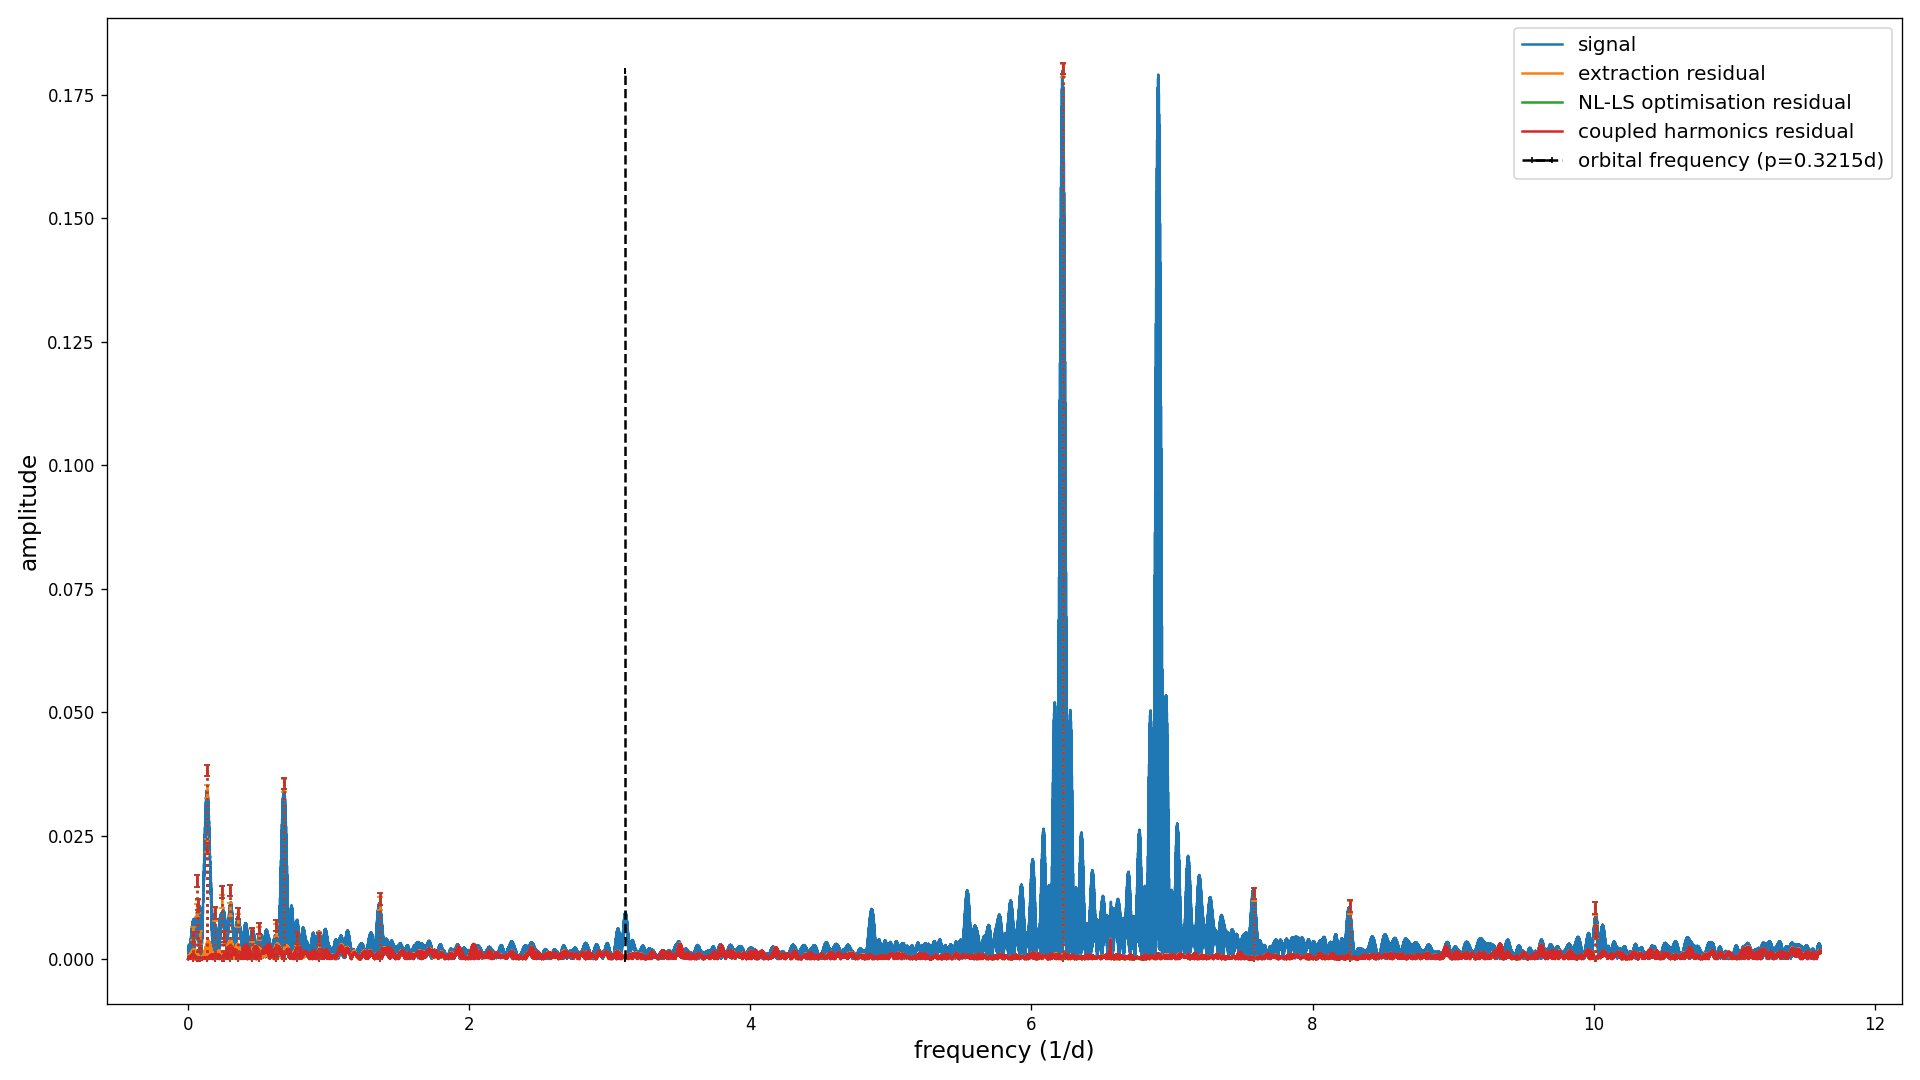 signal
extraction residual
NL-LS optimisation residual
coupled harmonics residual
orbital frequency (p=0.3215d)
amplitude
0.175
0.150
0.125
0.100
0.075
0.050
0.025
0.000
0 2 4 6 8 10 12
frequency (1/d)